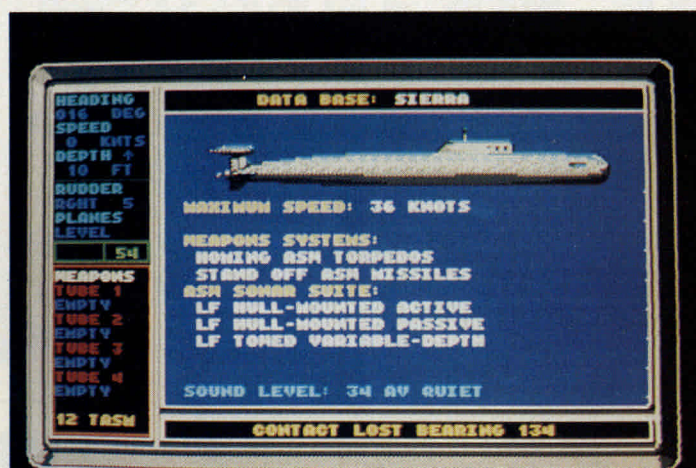 HEADING
016 DEG
SPEED
0 KNTS
DEPTH ↑
10 FT
RUDDER
RGHT 5
PLANES
LEVEL
54
WEAPONS
TUBE 1
EMPTY
TUBE 2
EMPTY
TUBE 3
EMPTY
TUBE 4
EMPTY
12 TASM
DATA BASE: SIERRA
MAXIMUM SPEED: 36 KNOTS
WEAPONS SYSTEMS:
HOMING ASW TORPEDOS
STAND OFF ASW MISSILES
ASW SONAR SUITE:
LF HULL-MOUNTED ACTIVE
LF HULL-MOUNTED PASSIVE
LF TOWED VARIABLE-DEPTH
SOUND LEVEL: 34 AV QUIET
CONTACT LOST BEARING 134